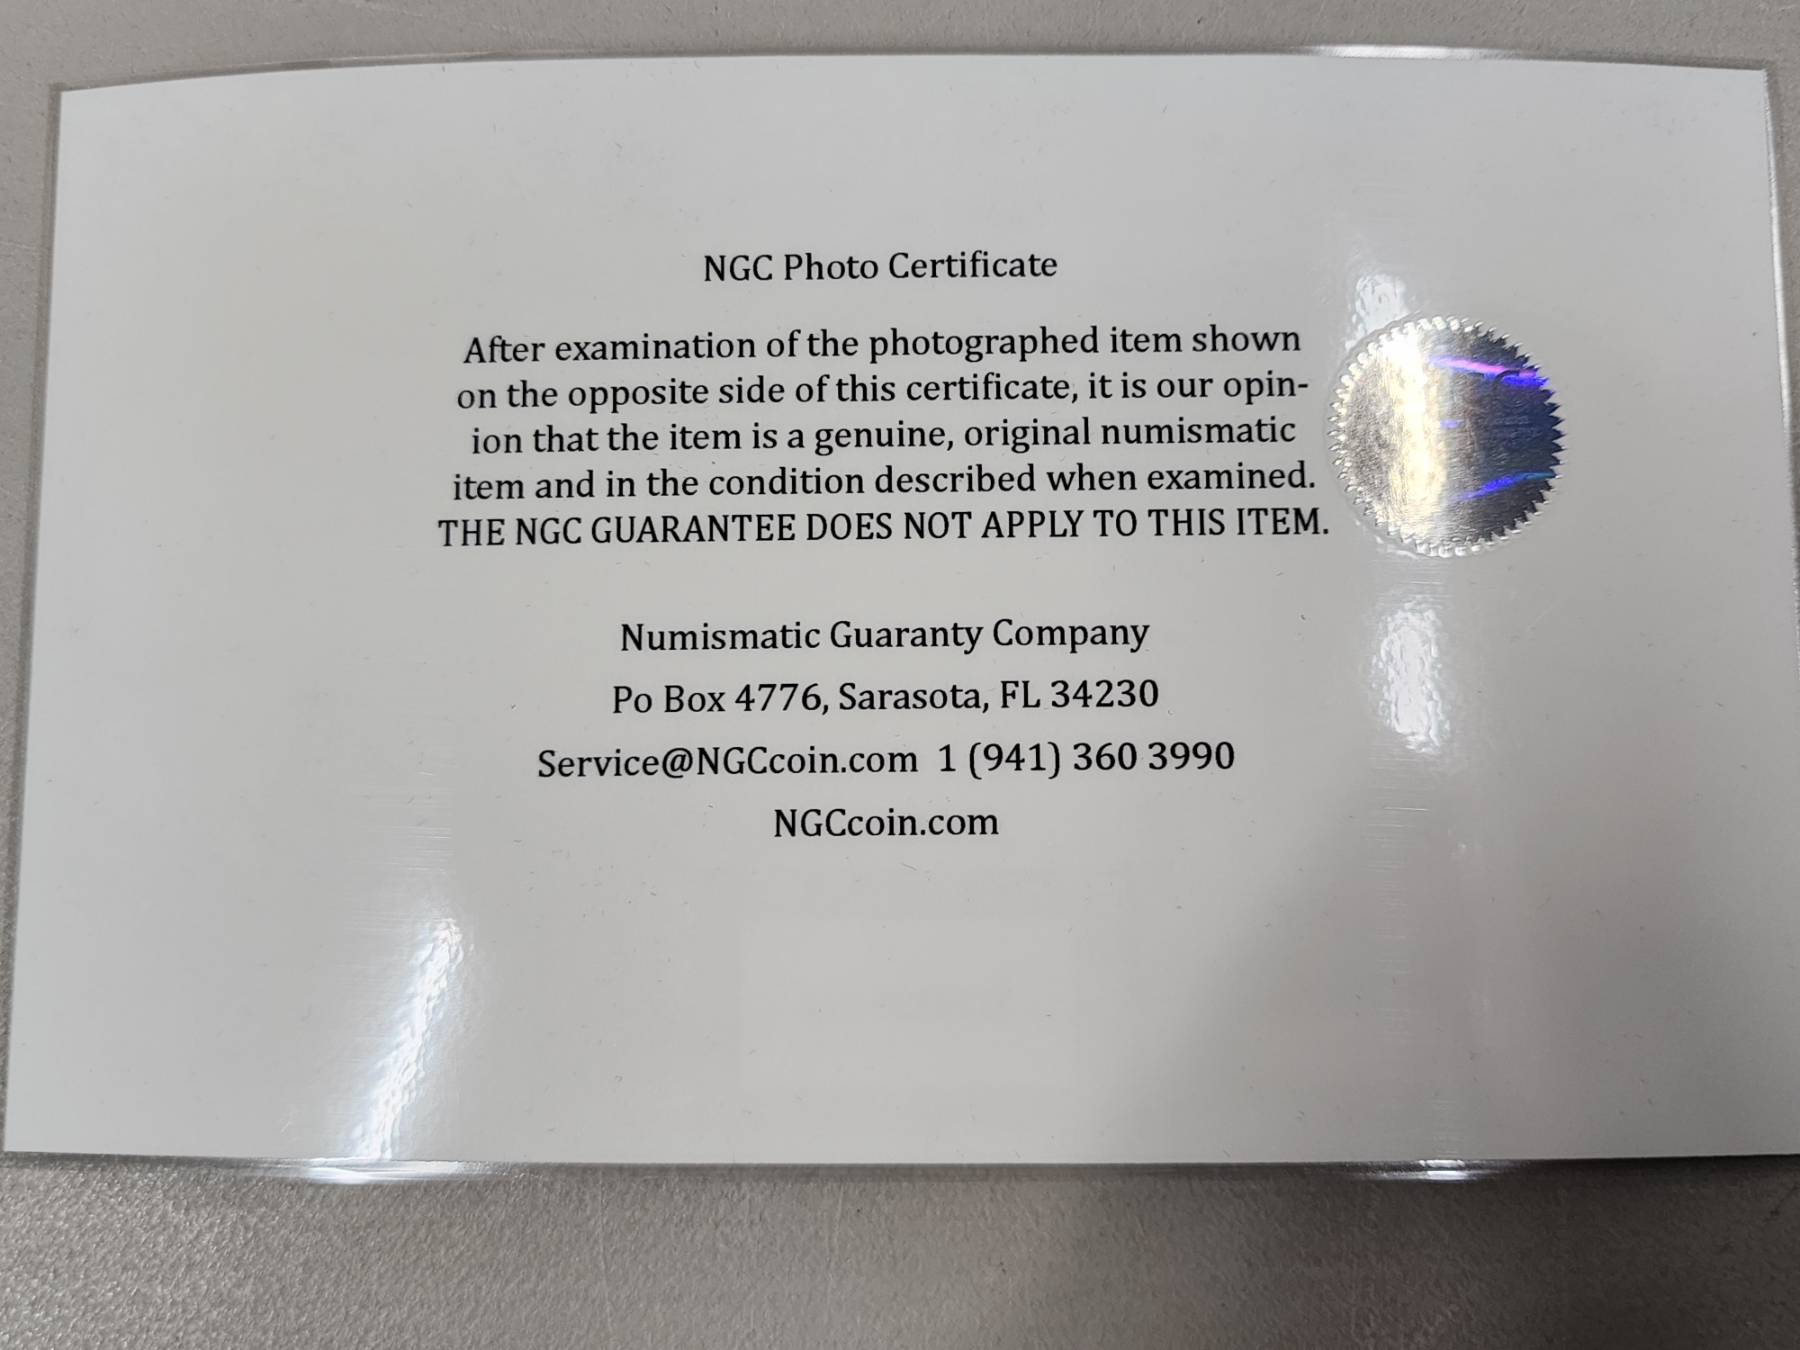 NGC Photo Certificate
After examination of the photographed item shown
on the opposite side of this certificate, it is our opin-
ion that the item is a genuine, original numismatic
item and in the condition described when examined.
THE NGC GUARANTEE DOES NOT APPLY TO THIS ITEM.
Numismatic Guaranty Company
Po Box 4776, Sarasota, FL 34230
Service@NGCcoin.com 1 (941) 360 3990
NGCcoin.com